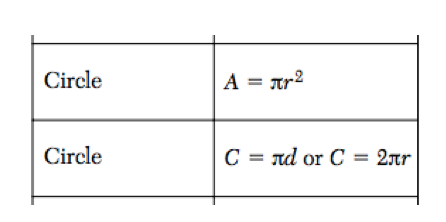 Circle A = πr²
Circle C = πd or C = 2πr